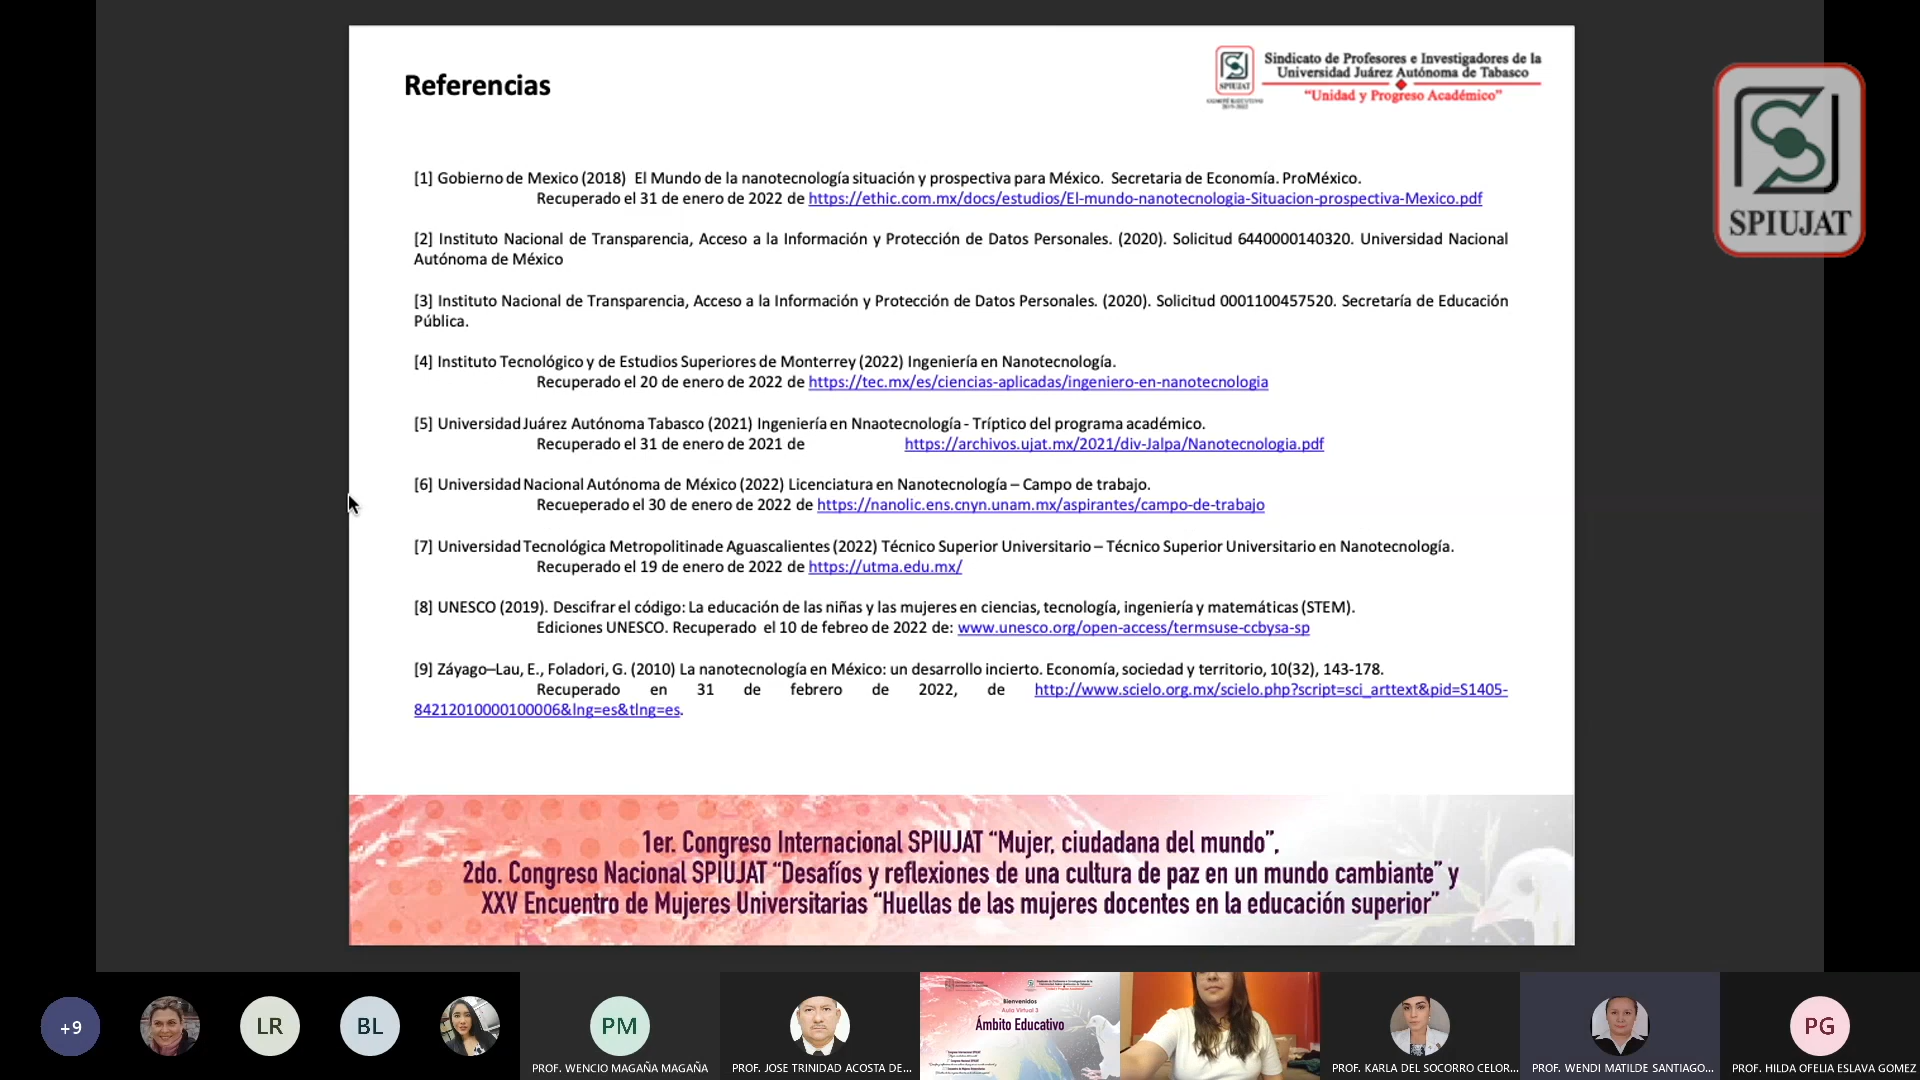 Referencias
SPIUJAT
Sindicato de Profesores e Investigadores de la
Universidad Juárez Autónoma de Tabasco
“Unidad y Progreso Académico”
SPIUJAT
[1] Gobierno de Mexico (2018) El Mundo de la nanotecnología situación y prospectiva para México. Secretaria de Economía. ProMéxico.
Recuperado el 31 de enero de 2022 de https://ethic.com.mx/docs/estudios/El-mundo-nanotecnologia-Situacion-prospectiva-Mexico.pdf
[2] Instituto Nacional de Transparencia, Acceso a la Información y Protección de Datos Personales. (2020). Solicitud 6440000140320. Universidad Nacional
Autónoma de México
[3] Instituto Nacional de Transparencia, Acceso a la Información y Protección de Datos Personales. (2020). Solicitud 0001100457520. Secretaría de Educación
Pública.
[4] Instituto Tecnológico y de Estudios Superiores de Monterrey (2022) Ingeniería en Nanotecnología.
Recuperado el 20 de enero de 2022 de https://tec.mx/es/ciencias-aplicadas/ingeniero-en-nanotecnologia
[5] Universidad Juárez Autónoma Tabasco (2021) Ingeniería en Nnaotecnología - Tríptico del programa académico.
Recuperado el 31 de enero de 2021 de https://archivos.ujat.mx/2021/div-Jalpa/Nanotecnologia.pdf
[6] Universidad Nacional Autónoma de México (2022) Licenciatura en Nanotecnología – Campo de trabajo.
Recueperado el 30 de enero de 2022 de https://nanolic.ens.cnyn.unam.mx/aspirantes/campo-de-trabajo
[7] Universidad Tecnológica Metropolitinade Aguascalientes (2022) Técnico Superior Universitario – Técnico Superior Universitario en Nanotecnología.
Recuperado el 19 de enero de 2022 de https://utma.edu.mx/
[8] UNESCO (2019). Descifrar el código: La educación de las niñas y las mujeres en ciencias, tecnología, ingeniería y matemáticas (STEM).
Ediciones UNESCO. Recuperado el 10 de febreo de 2022 de: www.unesco.org/open-access/termsuse-ccbysa-sp
[9] Záyago–Lau, E., Foladori, G. (2010) La nanotecnología en México: un desarrollo incierto. Economía, sociedad y territorio, 10(32), 143-178.
Recuperado en 31 de febrero de 2022, de http://www.scielo.org.mx/scielo.php?script=sci_arttext&pid=S1405-
84212010000100006&lng=es&tlng=es.
1er. Congreso Internacional SPIUJAT “Mujer, ciudadana del mundo”,
2do. Congreso Nacional SPIUJAT “Desafíos y reflexiones de una cultura de paz en un mundo cambiante” y
XXV Encuentro de Mujeres Universitarias “Huellas de las mujeres docentes en la educación superior”
+9
LR
BL
PM
PROF. WENCIO MAGAÑA MAGAÑA
PROF. JOSE TRINIDAD ACOSTA DE...
Bienvenidos
Aula Virtual 3
Ámbito Educativo
PROF. KARLA DEL SOCORRO CELOR...
PROF. WENDI MATILDE SANTIAGO...
PG
PROF. HILDA OFELIA ESLAVA GOMEZ